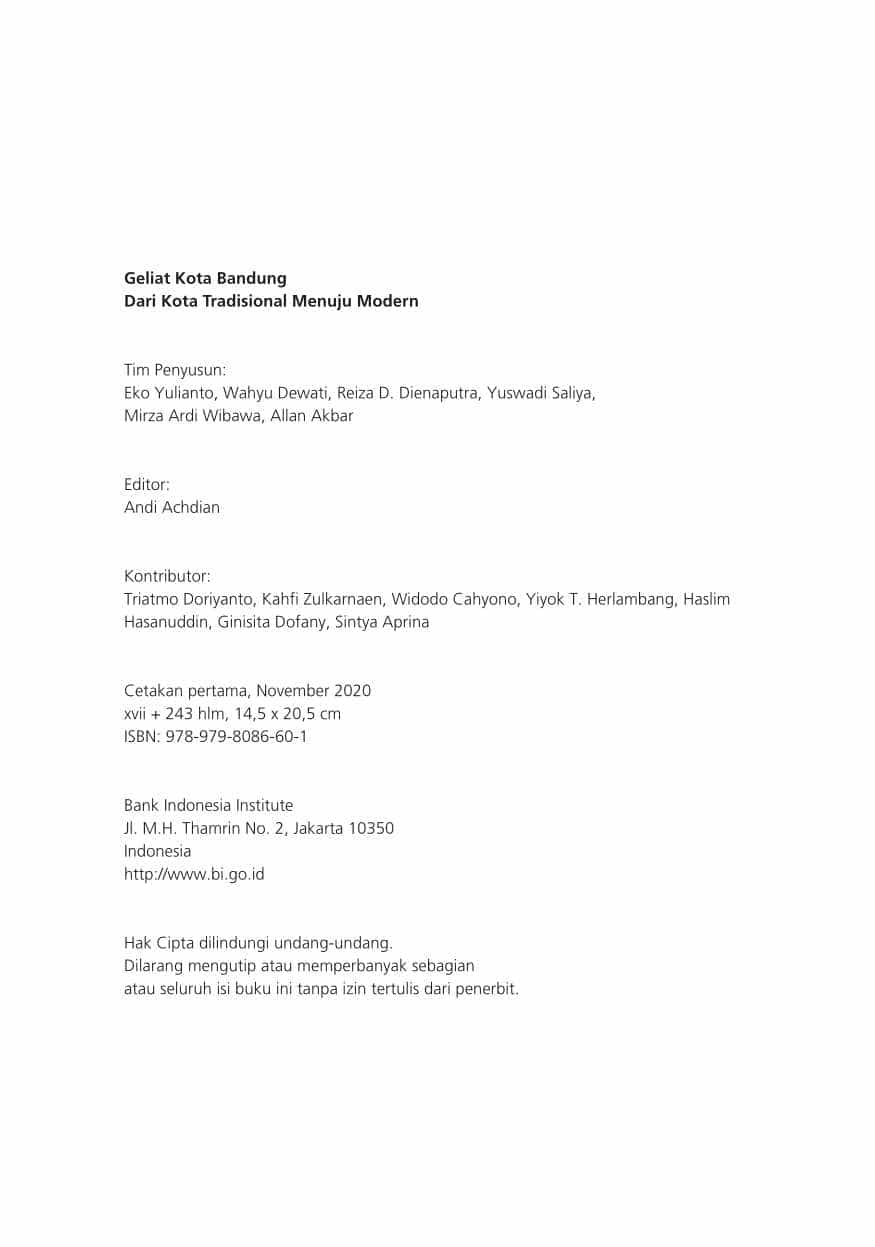 Geliat Kota Bandung
Dari Kota Tradisional Menuju Modern
Tim Penyusun:
Eko Yulianto, Wahyu Dewati, Reiza D. Dienaputra, Yuswadi Saliya,
Mirza Ardi Wibawa, Allan Akbar
Editor:
Andi Achdian
Kontributor:
Triatmo Doriyanto, Kahfi Zulkarnaen, Widodo Cahyono, Yiyok T. Herlambang, Haslim
Hasanuddin, Ginisita Dofany, Sintya Aprina
Cetakan pertama, November 2020
xvii + 243 hlm, 14,5 x 20,5 cm
ISBN: 978-979-8086-60-1
Bank Indonesia Institute
Jl. M.H. Thamrin No. 2, Jakarta 10350
Indonesia
http://www.bi.go.id
Hak Cipta dilindungi undang-undang.
Dilarang mengutip atau memperbanyak sebagian
atau seluruh isi buku ini tanpa izin tertulis dari penerbit.